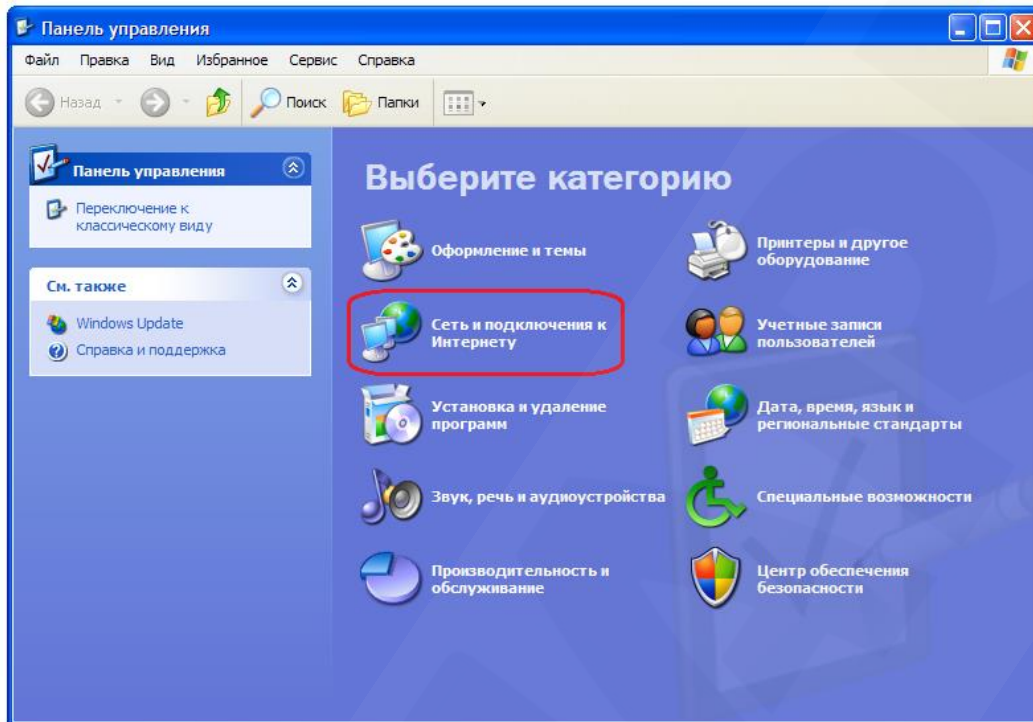 Панель управления
Файл Правка Вид Избранное Сервис Справка
Назад Поиск Папки
Панель управления
Переключение к
классическому виду
См. также
Windows Update
Справка и поддержка
Выберите категорию
Оформление и темы
Принтеры и другое
оборудование
Сеть и подключения к
Интернету
Учетные записи
пользователей
Установка и удаление
программ
Дата, время, язык и
региональные стандарты
Звук, речь и аудиоустройства
Специальные возможности
Производительность и
обслуживание
Центр обеспечения
безопасности